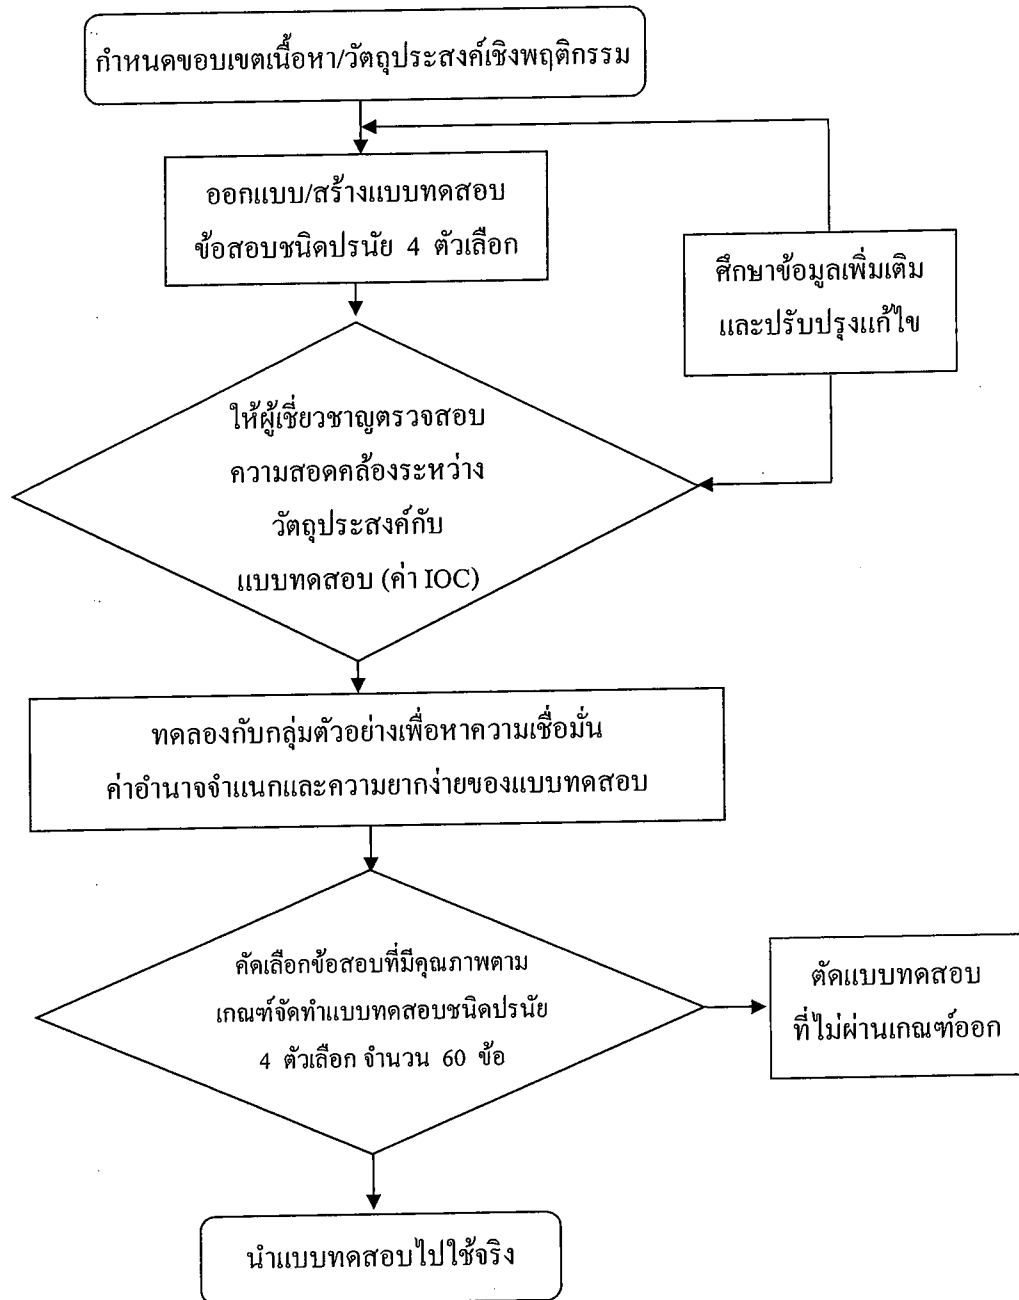 กำหนดขอบเขตเนื้อหา/วัตถุประสงค์เชิงพฤติกรรม
ออกแบบ/สร้างแบบทดสอบ
ข้อสอบชนิดปรนัย 4 ตัวเลือก
ศึกษาข้อมูลเพิ่มเติม
และปรับปรุงแก้ไข
ให้ผู้เชี่ยวชาญตรวจสอบ
ความสอดคล้องระหว่าง
วัตถุประสงค์กับ
แบบทดสอบ (ค่า IOC)
ทดลองกับกลุ่มตัวอย่างเพื่อหาความเชื่อมั่น
ค่าอำนาจจำแนกและความยากง่ายของแบบทดสอบ
คัดเลือกข้อสอบที่มีคุณภาพตาม
เกณฑ์จัดทำแบบทดสอบชนิดปรนัย
4 ตัวเลือก จำนวน 60 ข้อ
ตัดแบบทดสอบ
ที่ไม่ผ่านเกณฑ์ออก
นำแบบทดสอบไปใช้จริง